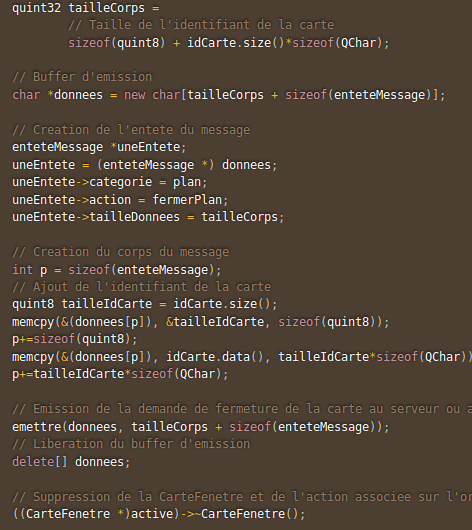 quint32 tailleCorps =
// Taille de l'identifiant de la carte
sizeof(quint8) + idCarte.size()*sizeof(QChar);
// Buffer d'emission
char *donnees = new char[tailleCorps + sizeof(enteteMessage)];
// Creation de l'entete du message
enteteMessage *uneEntete;
uneEntete = (enteteMessage *) donnees;
uneEntete->categorie = plan;
uneEntete->action = fermerPlan;
uneEntete->tailleDonnees = tailleCorps;
// Creation du corps du message
int p = sizeof(enteteMessage);
// Ajout de l'identifiant de la carte
quint8 tailleIdCarte = idCarte.size();
memcpy(&(donnees[p]), &tailleIdCarte, sizeof(quint8));
p+=sizeof(quint8);
memcpy(&(donnees[p]), idCarte.data(), tailleIdCarte*sizeof(QChar))
p+=tailleIdCarte*sizeof(QChar);
// Emission de la demande de fermeture de la carte au serveur ou a
emettre(donnees, tailleCorps + sizeof(enteteMessage));
// Liberation du buffer d'emission
delete[] donnees;
// Suppression de la CarteFenetre et de l'action associee sur l'or
((CarteFenetre *)active)->~CarteFenetre();